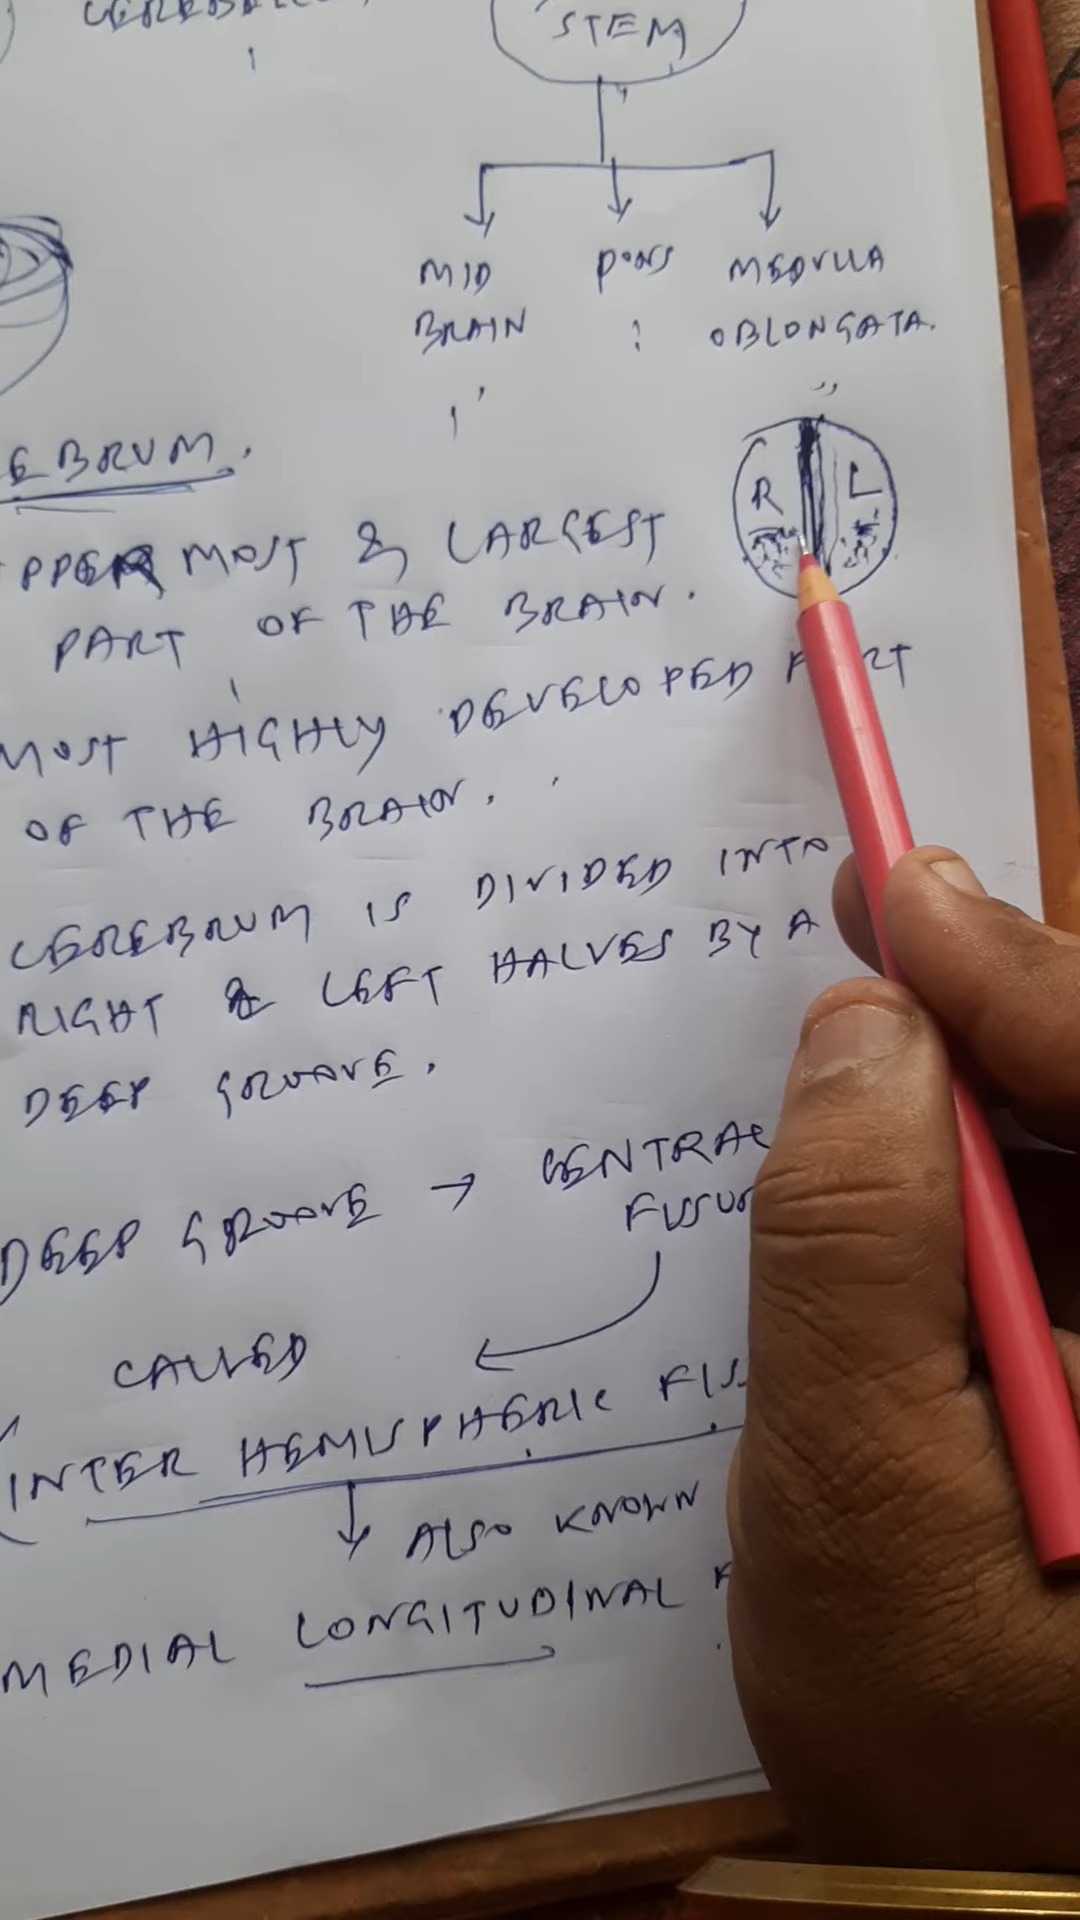 STEM
MID PONS MEDULLA
BRAIN : OBLONGATA.
EBRUM.
R L
PPER MOST & LARGEST
PART OF THE BRAIN.
MOST HIGHLY DEVELOPED
OF THE BRAIN.
CEREBRUM IS DIVIDED INTO
RIGHT & LEFT HALVES BY A
DEEP GROOVE.
DEEP GROOVE → CENTRAL
CALLED
INTER HEMISPHERIC
ALSO KNOWN
MEDIAL LONGITUDINAL